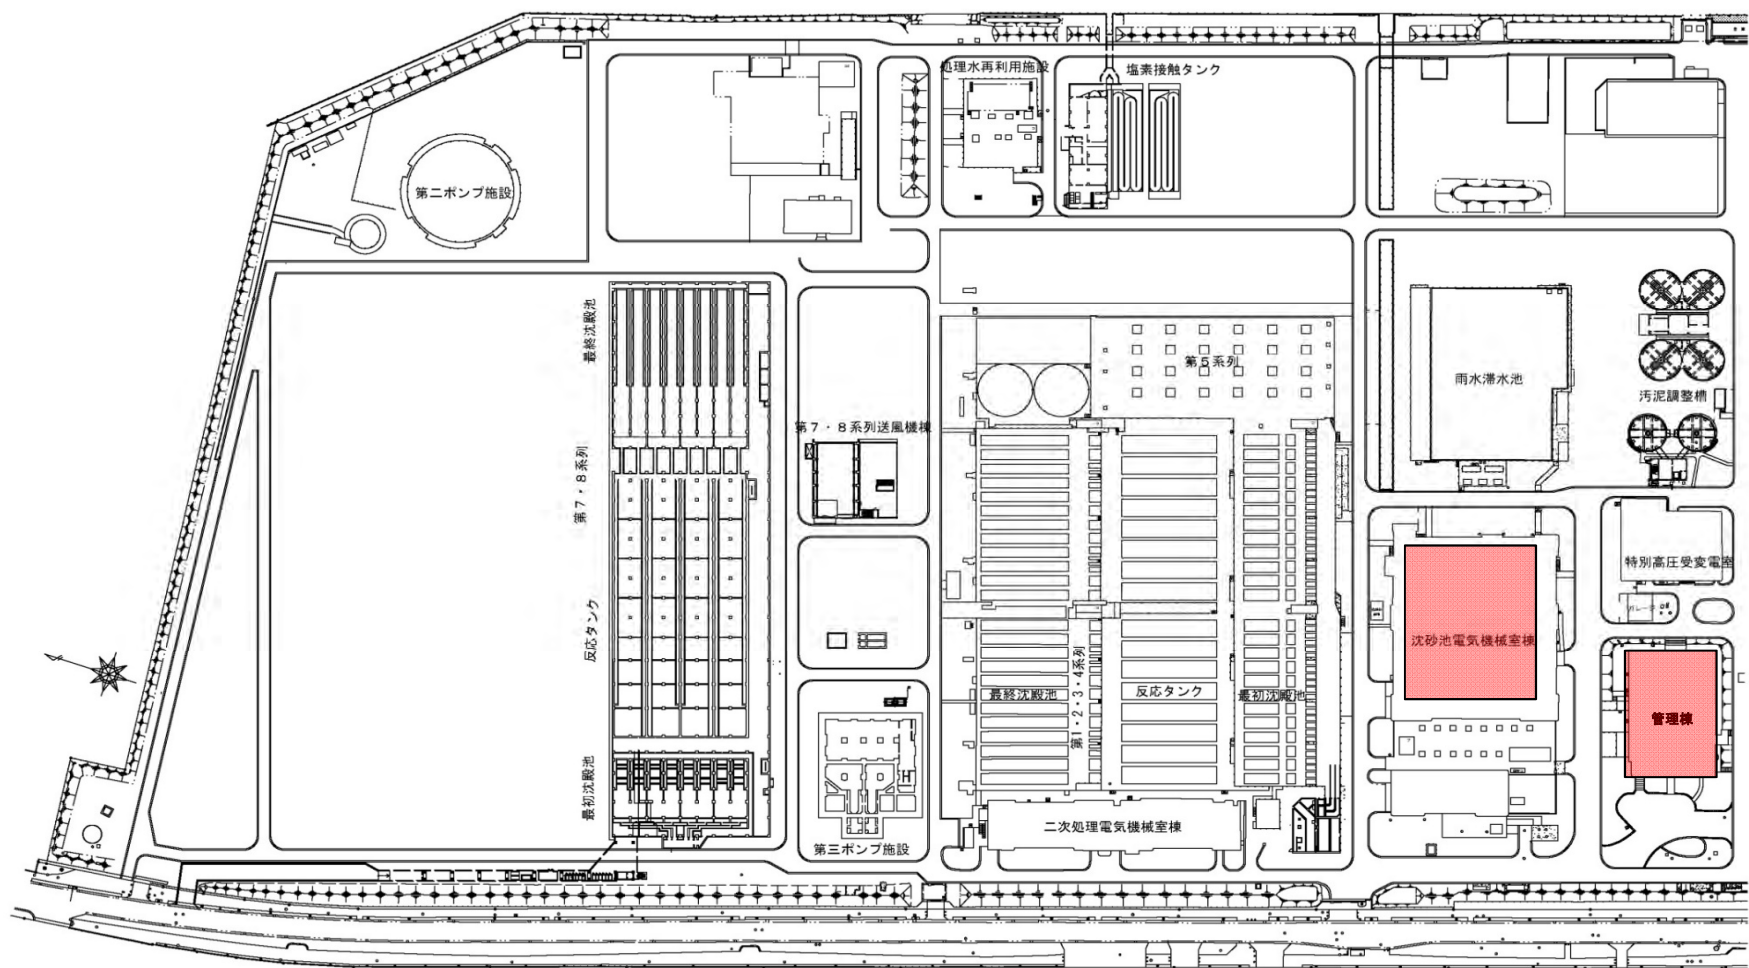 処理水再利用施設
塩素接触タンク
第二ポンプ施設
最終沈殿池
第5系列
雨水滞水池
汚泥調整槽
第7・8系列送風機棟
第7・8系列
特別高圧受変電室
ガレージ
反応タンク
沈砂池電気機械室棟
最終沈殿池
第1・2・3・4系列
反応タンク
最初沈殿池
管理棟
最初沈殿池
二次処理電気機械室棟
第三ポンプ施設